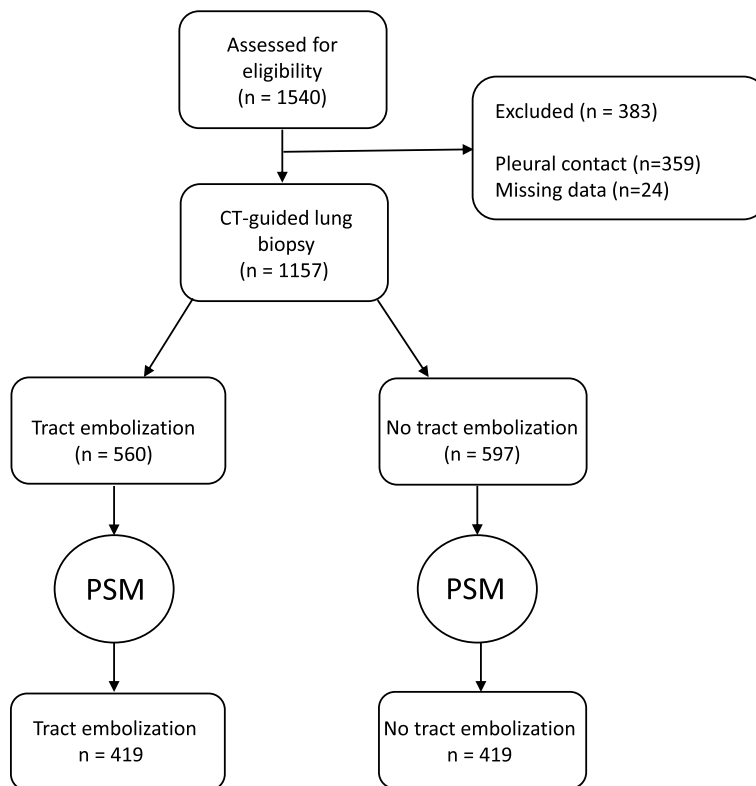 Assessed for
eligibility
(n = 1540)
Excluded (n = 383)
Pleural contact (n=359)
Missing data (n=24)
CT-guided lung
biopsy
(n = 1157)
Tract embolization
(n = 560)
No tract embolization
(n = 597)
PSM
PSM
Tract embolization
n = 419
No tract embolization
n = 419